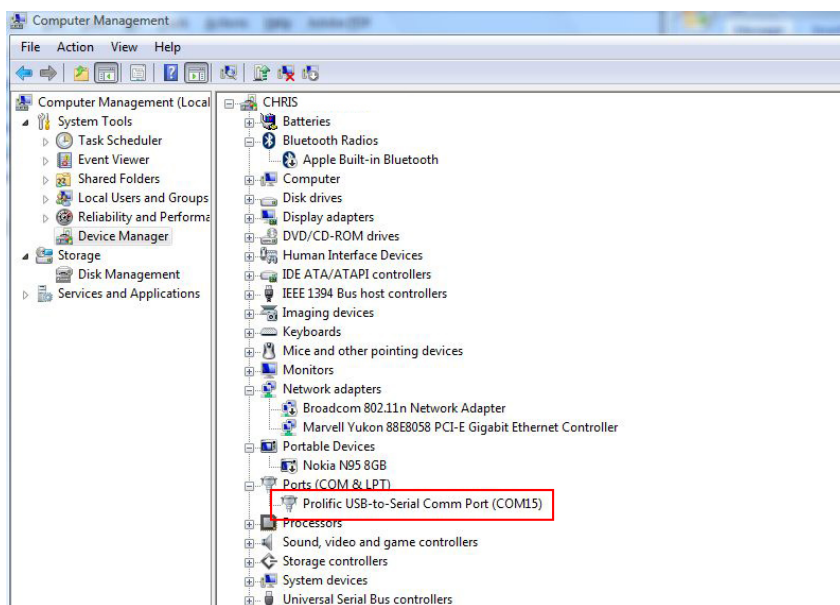 Computer Management
File Action View Help
Computer Management (Local
System Tools
Task Scheduler
Event Viewer
Shared Folders
Local Users and Groups
Reliability and Performa
Device Manager
Storage
Disk Management
Services and Applications
CHRIS
Batteries
Bluetooth Radios
Apple Built-in Bluetooth
Computer
Disk drives
Display adapters
DVD/CD-ROM drives
Human Interface Devices
IDE ATA/ATAPI controllers
IEEE 1394 Bus host controllers
Imaging devices
Keyboards
Mice and other pointing devices
Monitors
Network adapters
Broadcom 802.11n Network Adapter
Marvell Yukon 88E8058 PCI-E Gigabit Ethernet Controller
Portable Devices
Nokia N95 8GB
Ports (COM & LPT)
Prolific USB-to-Serial Comm Port (COM15)
Processors
Sound, video and game controllers
Storage controllers
System devices
Universal Serial Bus controllers